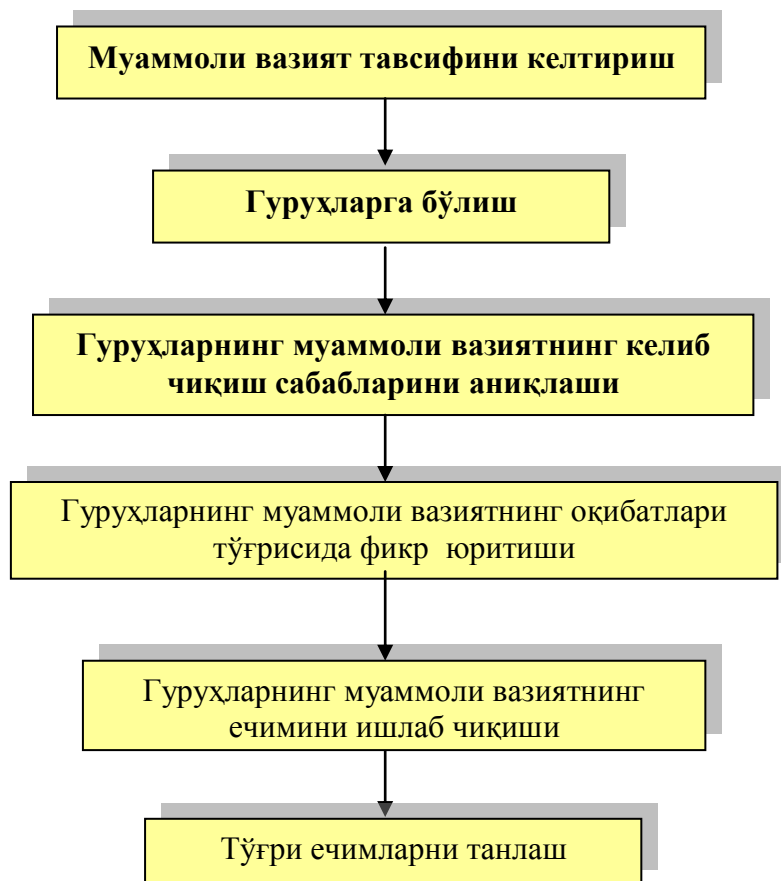 Муаммоли вазият тавсифини келтириш
Гуруҳларга бўлиш
Гуруҳларнинг муаммоли вазиятнинг келиб
чиқиш сабабларини аниқлаши
Гуруҳларнинг муаммоли вазиятнинг оқибатлари
тўғрисида фикр юритиши
Гуруҳларнинг муаммоли вазиятнинг
ечимини ишлаб чиқиши
Тўғри ечимларни танлаш